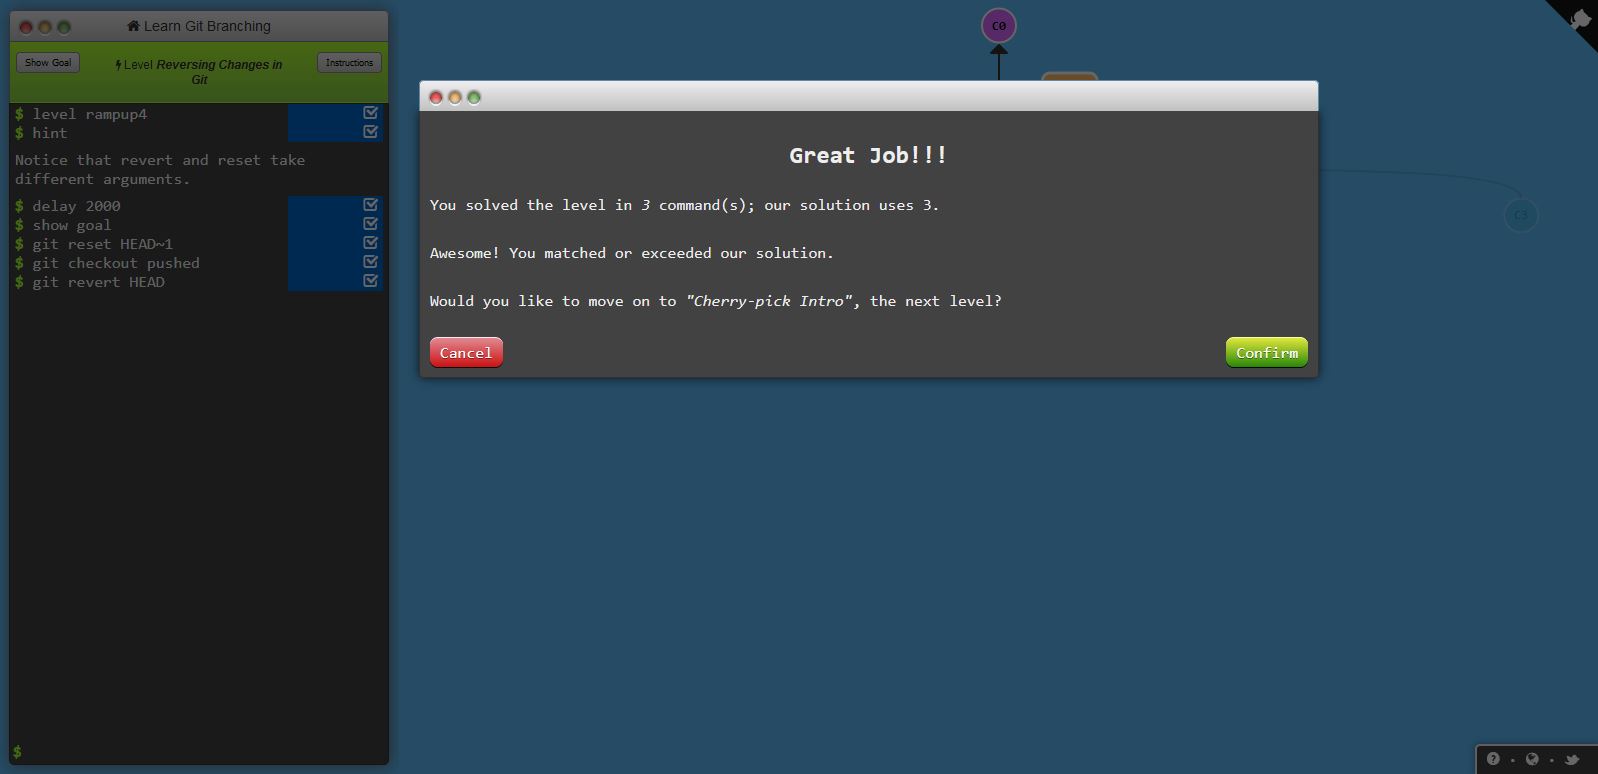 Learn Git Branching
Show Goal
Level Reversing Changes in
Git
Instructions
$ level rampup4
$ hint
Notice that revert and reset take
different arguments.
$ delay 2000
$ show goal
$ git reset HEAD~1
$ git checkout pushed
$ git revert HEAD
$
C0
Great Job!!!
You solved the level in 3 command(s); our solution uses 3.
Awesome! You matched or exceeded our solution.
Would you like to move on to "Cherry-pick Intro", the next level?
Cancel
Confirm
C3